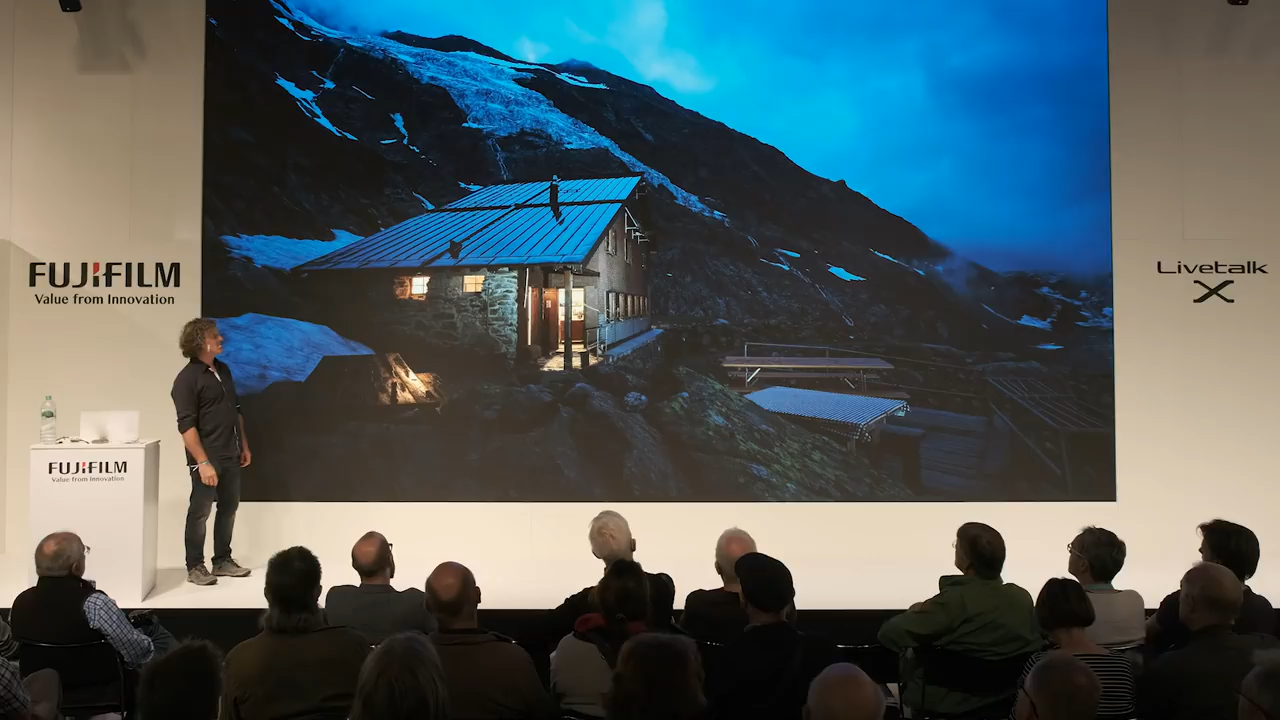 FUJIFILM
Value from Innovation
Livetalk
X
FUJIFILM
Value from Innovation